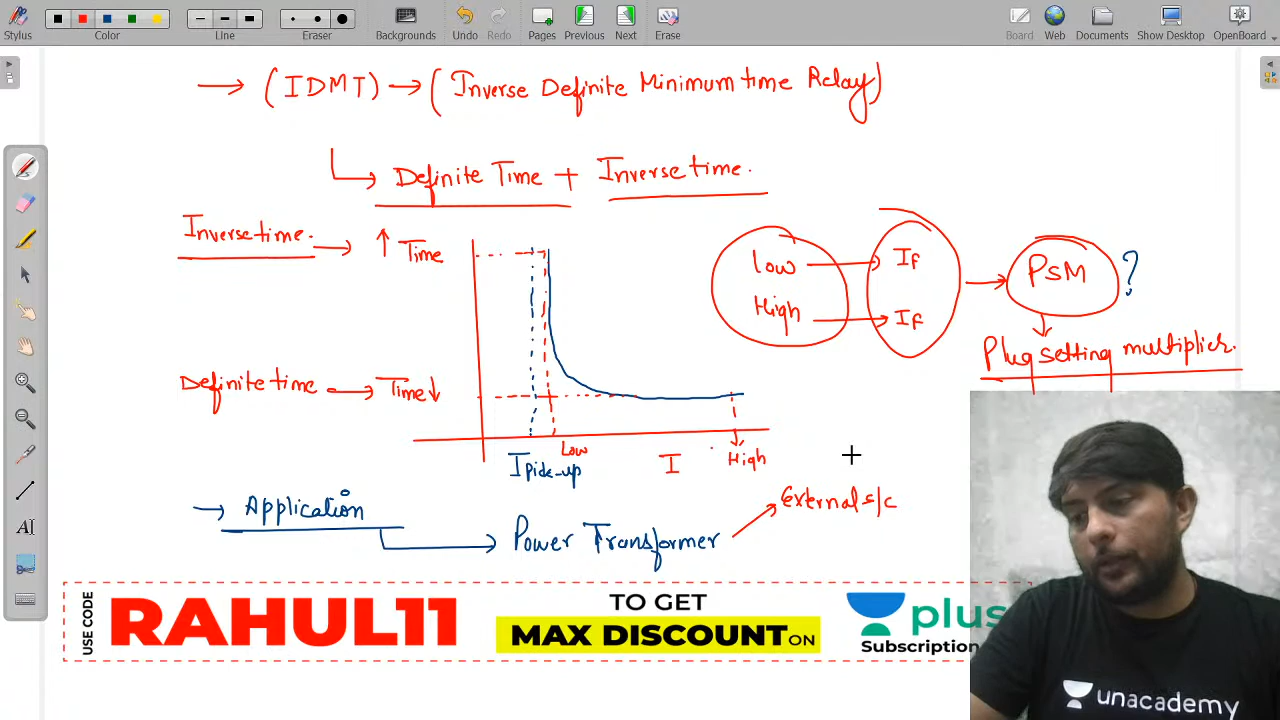 Stylus
Color
Line
Eraser
Backgrounds
Undo
Redo
Pages
Previous
Next
Erase
Board
Web
Documents
Show Desktop
OpenBoard
→ (IDMT) → (Inverse Definite Minimum time Relay)
Definite Time + Inverse time.
Inverse time. → ↑ Time
Low → If
High → If
PSM ?
Plug setting multiplier.
Definite time → Time ↓
Low
I pick-up
I
High
→ Application
Power Transformer
External s/c
USE CODE
RAHUL11
TO GET
MAX DISCOUNT ON
plus
Subscription
unacademy